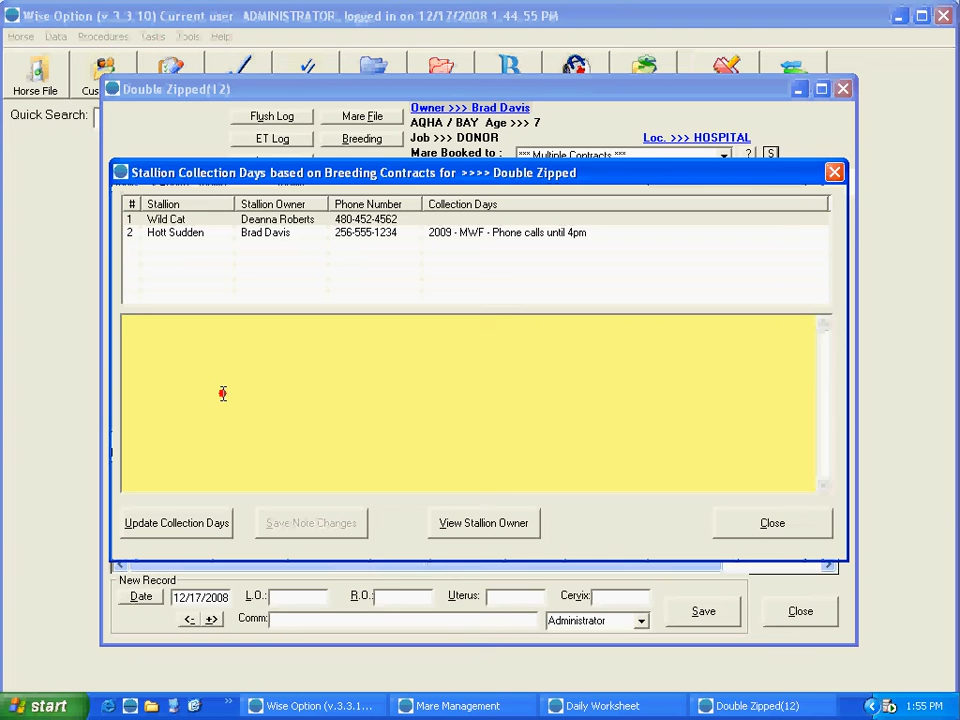 Wise Option (v.3.3.10) Current user ADMINISTRATOR logged in on 12/17/2008 1:44:55 PM
Horse Data Procedures Tasks Tools Help
Horse File
Quick Search:
Double Zipped(12)
Flush Log Mare File Owner >>> Brad Davis
AQHA / BAY Age >>> 7
ET Log Breeding Job >>> DONOR Loc. >>> HOSPITAL
Mare Booked to : *** Multiple Contracts *** ? S
Stallion Collection Days based on Breeding Contracts for >>>> Double Zipped
# Stallion Stallion Owner Phone Number Collection Days
1 Wild Cat Deanna Roberts 480-452-4562
2 Hott Sudden Brad Davis 256-555-1234 2009 - MWF - Phone calls until 4pm
Update Collection Days Save Note Changes View Stallion Owner Close
New Record
Date 12/17/2008 L.O.: R.O.: Uterus: Cervix:
<- +> Comm: Administrator Save Close
start Wise Option (v.3.3.1... Mare Management Daily Worksheet Double Zipped(12) 1:55 PM